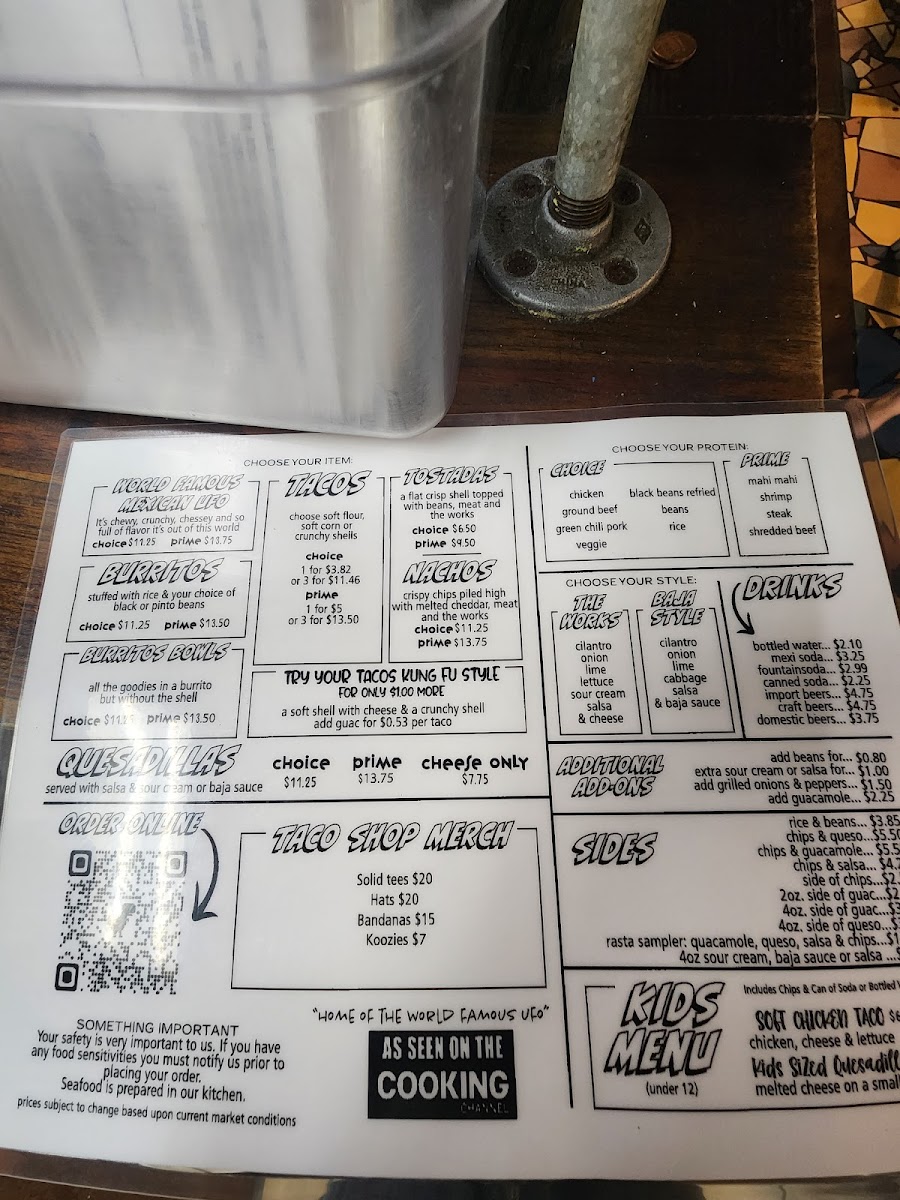 CHINA
CHOOSE YOUR ITEM:
WORLD FAMOUS
MEXICAN UFO
It's chewy, crunchy, chessey and so
full of flavor it's out of this world
choice $11.25 prime $13.75
BURRITOS
stuffed with rice & your choice of
black or pinto beans
choice $11.25 prime $13.50
BURRITOS BOWLS
all the goodies in a burrito
but without the shell
choice prime $13.50
TACOS
choose soft flour,
soft corn or
crunchy shells
choice
1 for $3.82
or 3 for $11.46
prime
1 for $5
or 3 for $13.50
TOSTADAS
a flat crisp shell topped
with beans, meat and
the works
choice $6.50
prime $9.50
NACHOS
crispy chips piled high
with melted cheddar, meat
and the works
choice $11.25
prime $13.75
TRY YOUR TACOS KUNG FU STYLE
FOR ONLY $1.00 MORE
a soft shell with cheese & a crunchy shell
add guac for $0.53 per taco
QUESADILLAS
served with salsa & sour cream or baja sauce
choice prime cheese only
$11.25 $13.75 $7.75
ORDER ONLINE
TACO SHOP MERCH
Solid tees $20
Hats $20
Bandanas $15
Koozies $7
SOMETHING IMPORTANT
Your safety is very important to us. If you have
any food sensitivities you must notify us prior to
placing your order.
Seafood is prepared in our kitchen.
prices subject to change based upon current market conditions
"HOME OF THE WORLD FAMOUS UFO"
AS SEEN ON THE
COOKING
CHANNEL
CHOOSE YOUR PROTEIN:
CHOICE
chicken
ground beef
green chili pork
veggie
black beans refried
beans
rice
PRIME
mahi mahi
shrimp
steak
shredded beef
CHOOSE YOUR STYLE:
THE
WORKS
cilantro
onion
lime
lettuce
sour cream
salsa
& cheese
BAJA
STYLE
cilantro
onion
lime
cabbage
salsa
& baja sauce
DRINKS
bottled water... $2.10
mexi soda... $3.25
fountainsoda... $2.99
canned soda... $2.25
import beers... $4.75
craft beers... $4.75
domestic beers... $3.75
ADDITIONAL
ADD-ONS
add beans for... $0.80
extra sour cream or salsa for... $1.00
add grilled onions & peppers... $1.50
add guacamole... $2.25
SIDES
rice & beans... $3.85
chips & queso...$5.50
chips & guacamole... $5.5
chips & salsa... $4.
side of chips...$2.
2oz. side of guac...$2
4oz. side of guac...$3
4oz. side of queso...$
rasta sampler: quacamole, queso, salsa & chips...$1
4oz sour cream, baja sauce or salsa ...$
KIDS
MENU
(under 12)
Includes Chips & Can of Soda or Bottled
SOFT CHICKEN TACO
chicken, cheese & lettuce
Kids Sized Quesadill
melted cheese on a small